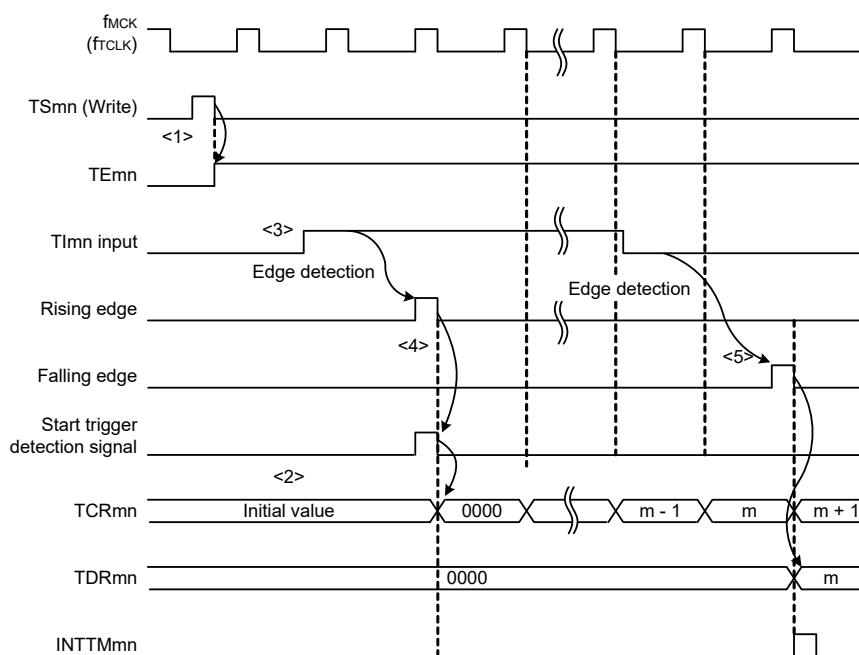 fMCK
(fTCLK)
TSmn (Write)
<1>
TEmn
<3>
TImn input
Edge detection
Edge detection
Rising edge
<4>
<5>
Falling edge
Start trigger
detection signal
<2>
TCRmn
Initial value
0000
m - 1
m
m + 1
TDRmn
0000
m
INTTMmn